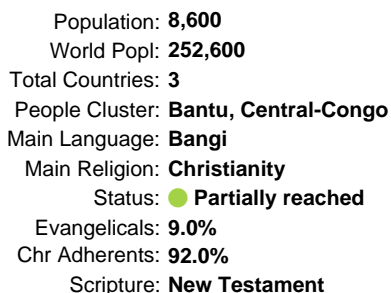 Population: 8,600
World Popl: 252,600
Total Countries: 3
People Cluster: Bantu, Central-Congo
Main Language: Bangi
Main Religion: Christianity
Status: Partially reached
Evangelicals: 9.0%
Chr Adherents: 92.0%
Scripture: New Testament